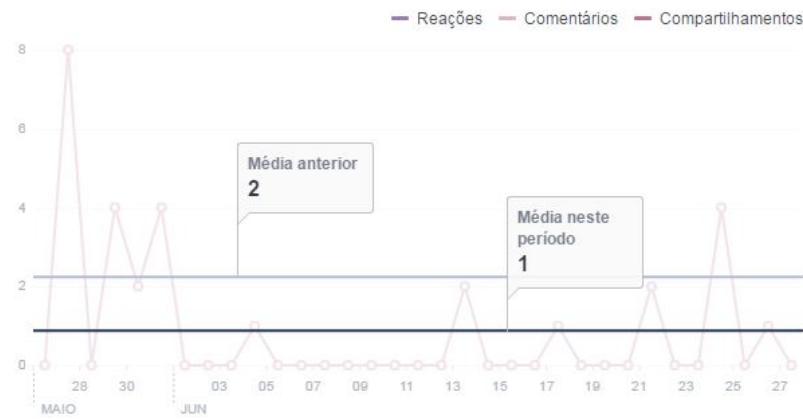 Reações Comentários Compartilhamentos
8
6
4
2
0
Média anterior
2
Média neste
período
1
28 30 03 05 07 09 11 13 15 17 19 21 23 25 27
MAIO JUN